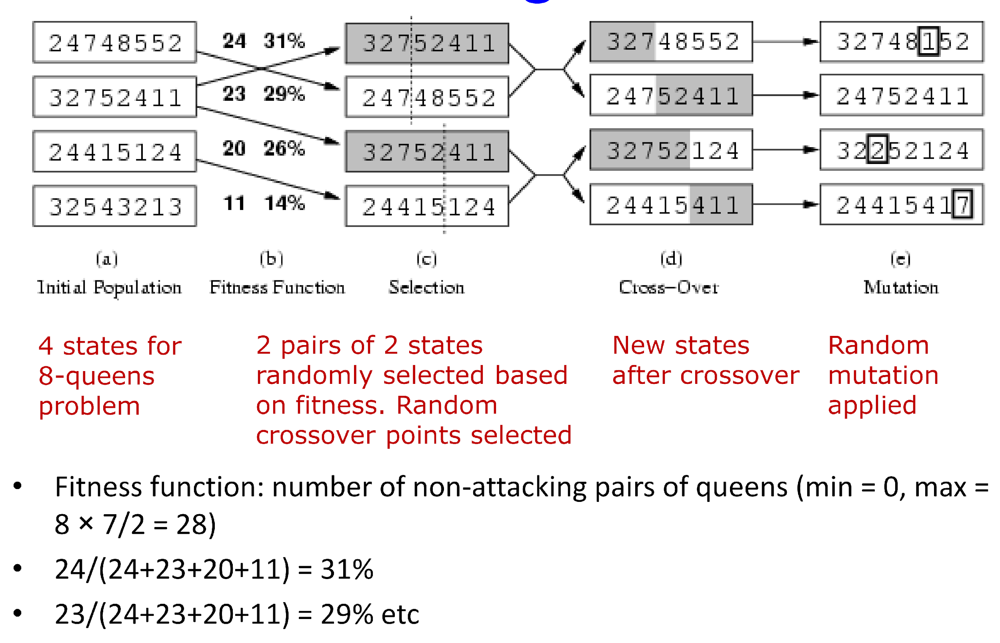 24748552 24 31% 32752411 32748552 32748152
32752411 23 29% 24748552 24752411 24752411
24415124 20 26% 32752411 32752124 32252124
32543213 11 14% 24415124 24415411 24415417
(a) (b) (c) (d) (e)
Initial Population Fitness Function Selection Cross–Over Mutation
4 states for
8-queens
problem
2 pairs of 2 states
randomly selected based
on fitness. Random
crossover points selected
New states
after crossover
Random
mutation
applied
• Fitness function: number of non-attacking pairs of queens (min = 0, max =
8 × 7/2 = 28)
• 24/(24+23+20+11) = 31%
• 23/(24+23+20+11) = 29% etc